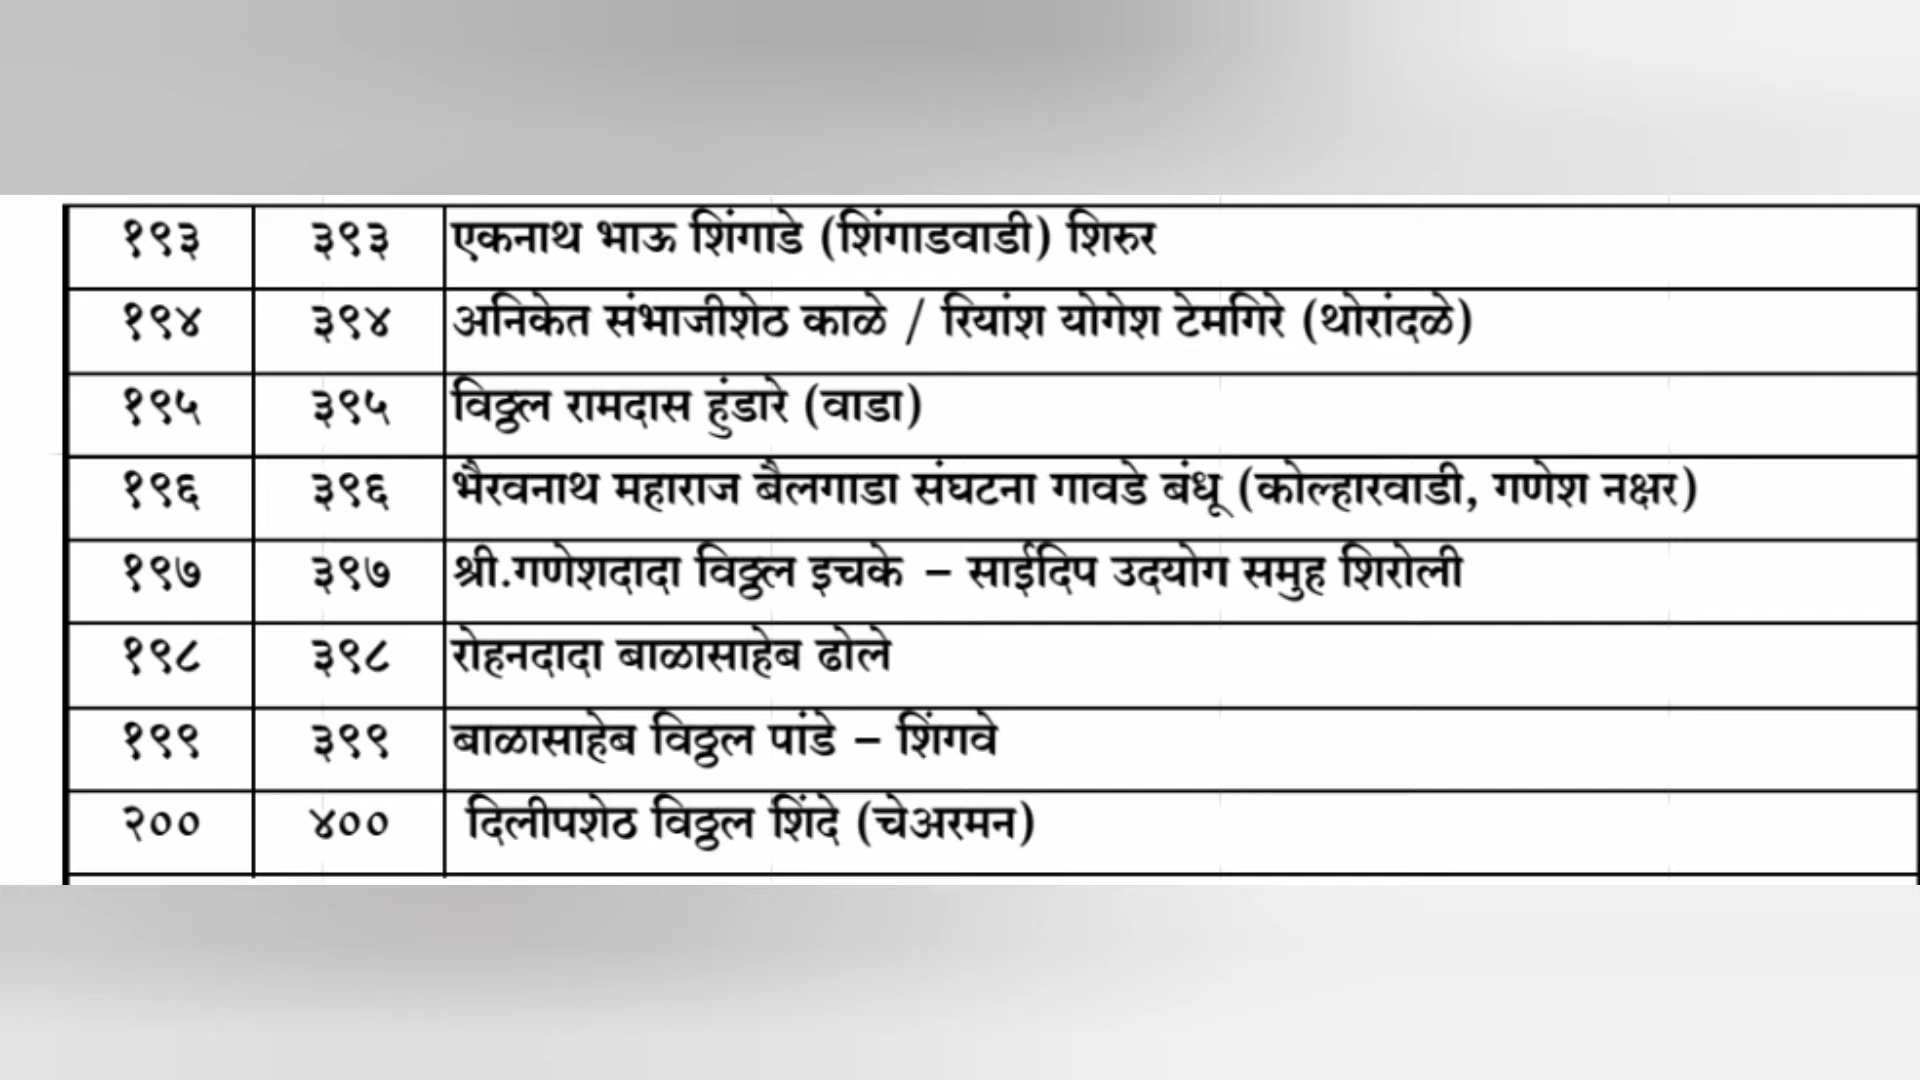 १९३ ३९३ एकनाथ भाऊ शिंगाडे (शिंगाडवाडी) शिरुर
१९४ ३९४ अनिकेत संभाजीशेठ काळे / रियांश योगेश टेमगिरे (थोरांदळे)
१९५ ३९५ विठ्ठल रामदास हुंडारे (वाडा)
१९६ ३९६ भैरवनाथ महाराज बैलगाडा संघटना गावडे बंधू (कोल्हारवाडी, गणेश नक्षर)
१९७ ३९७ श्री.गणेशदादा विठ्ठल इचके – साईदिप उदयोग समुह शिरोली
१९८ ३९८ रोहनदादा बाळासाहेब ढोले
१९९ ३९९ बाळासाहेब विठ्ठल पांडे – शिंगवे
२०० ४०० दिलीपशेठ विठ्ठल शिंदे (चेअरमन)